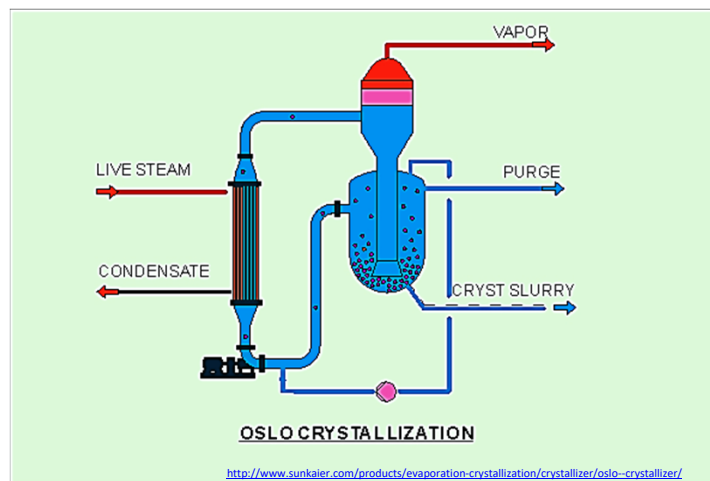 VAPOR
LIVE STEAM
PURGE
CONDENSATE
CRYST SLURRY
OSLO CRYSTALLIZATION
http://www.sunkaier.com/products/evaporation-crystallization/crystallizer/oslo--crystallizer/